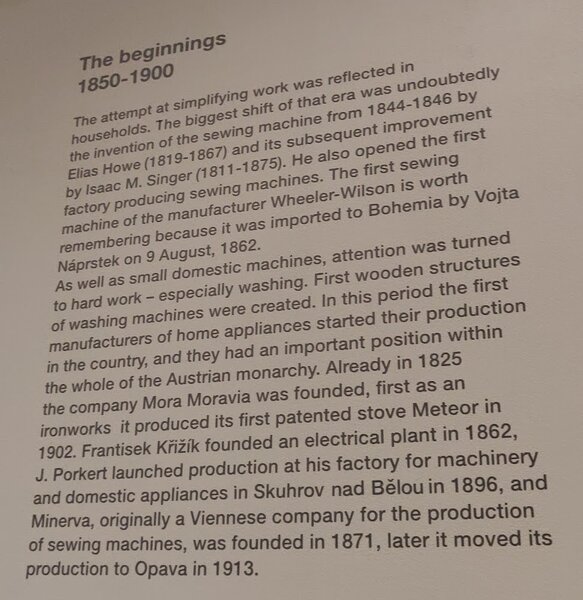 The beginnings
1850-1900
The attempt at simplifying work was reflected in
households. The biggest shift of that era was undoubtedly
the invention of the sewing machine from 1844-1846 by
Elias Howe (1819-1867) and its subsequent improvement
by Isaac M. Singer (1811-1875). He also opened the first
factory producing sewing machines. The first sewing
machine of the manufacturer Wheeler-Wilson is worth
remembering because it was imported to Bohemia by Vojta
Náprstek on 9 August, 1862.
As well as small domestic machines, attention was turned
to hard work – especially washing. First wooden structures
of washing machines were created. In this period the first
manufacturers of home appliances started their production
in the country, and they had an important position within
the whole of the Austrian monarchy. Already in 1825
the company Mora Moravia was founded, first as an
ironworks it produced its first patented stove Meteor in
1902. Frantisek Křižík founded an electrical plant in 1862,
J. Porkert launched production at his factory for machinery
and domestic appliances in Skuhrov nad Bělou in 1896, and
Minerva, originally a Viennese company for the production
of sewing machines, was founded in 1871, later it moved its
production to Opava in 1913.